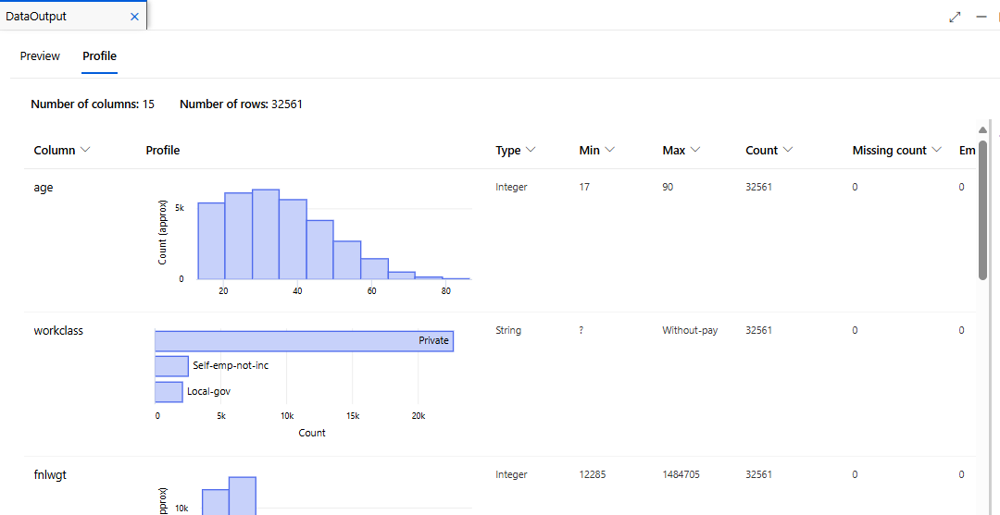 DataOutput
Preview Profile
Number of columns: 15 Number of rows: 32561
Column Profile Type Min Max Count Missing count Em
age Integer 17 90 32561 0 0
Count (approx)
5k
0
20 40 60 80
workclass String ? Without-pay 32561 0 0
Private
Self-emp-not-inc
Local-gov
0 5k 10k 15k 20k
Count
fnlwgt Integer 12285 1484705 32561 0 0
pprox)
10k